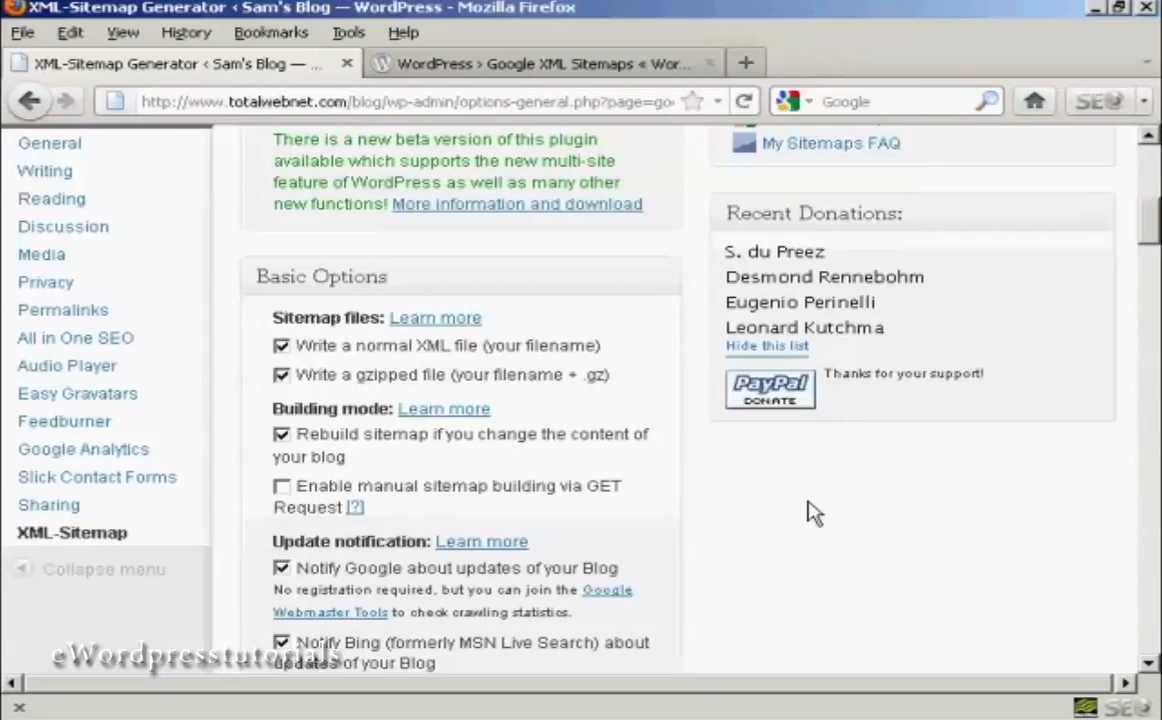 XML-Sitemap Generator ‹ Sam's Blog — WordPress - Mozilla Firefox
File Edit View History Bookmarks Tools Help
XML-Sitemap Generator ‹ Sam's Blog — ... WordPress › Google XML Sitemaps « Wor...
http://www.totalwebnet.com/blog/wp-admin/options-general.php?page=go Google SEO
General
Writing
Reading
Discussion
Media
Privacy
Permalinks
All in One SEO
Audio Player
Easy Gravatars
Feedburner
Google Analytics
Slick Contact Forms
Sharing
XML-Sitemap
Collapse menu
There is a new beta version of this plugin
available which supports the new multi-site
feature of WordPress as well as many other
new functions! More information and download
Basic Options
Sitemap files: Learn more
Write a normal XML file (your filename)
Write a gzipped file (your filename + .gz)
Building mode: Learn more
Rebuild sitemap if you change the content of
your blog
Enable manual sitemap building via GET
Request [?]
Update notification: Learn more
Notify Google about updates of your Blog
No registration required, but you can join the Google
Webmaster Tools to check crawling statistics.
Notify Bing (formerly MSN Live Search) about
updates of your Blog
My Sitemaps FAQ
Recent Donations:
S. du Preez
Desmond Rennebohm
Eugenio Perinelli
Leonard Kutchma
Hide this list
PayPal
DONATE
Thanks for your support!
eWordpresstutorials
SEO